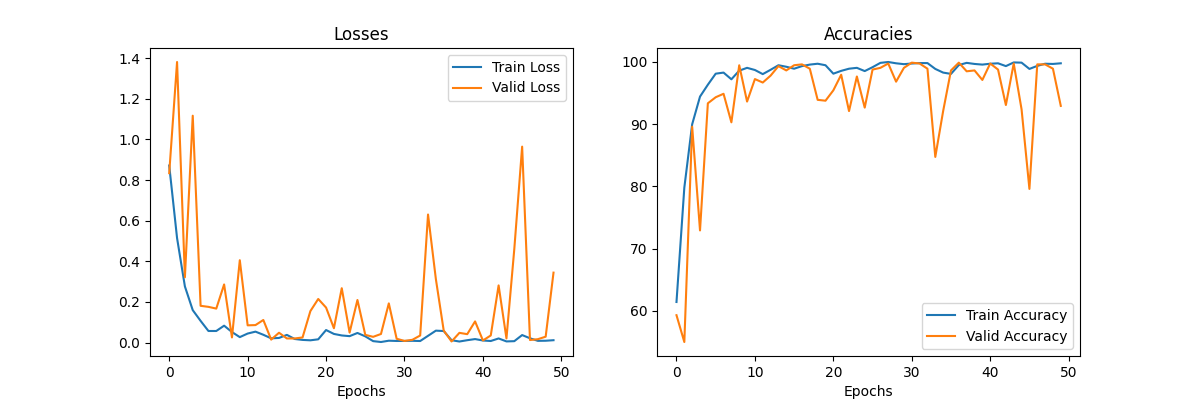 Losses
1.4
1.2
1.0
0.8
0.6
0.4
0.2
0.0
0 10 20 30 40 50
Epochs
Train Loss
Valid Loss
Accuracies
100
90
80
70
60
0 10 20 30 40 50
Epochs
Train Accuracy
Valid Accuracy